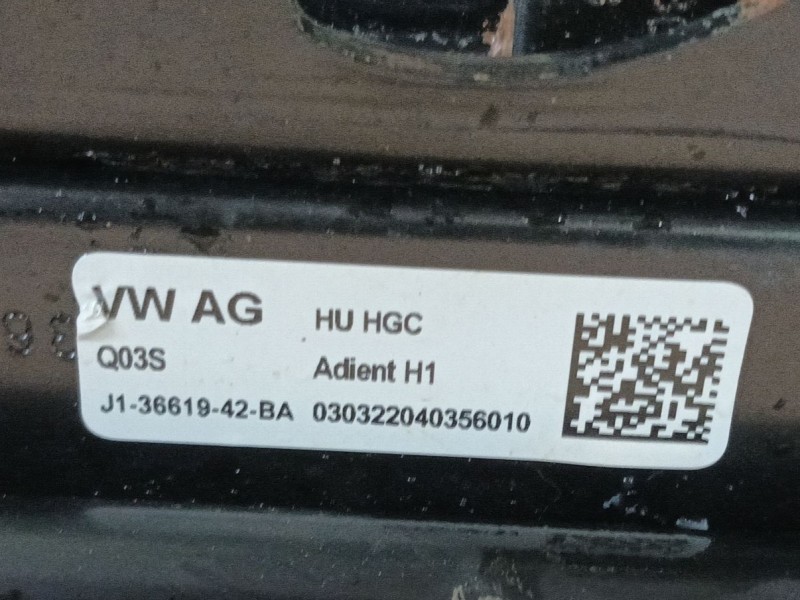 VW AG
HU HGC
Q03S
Adient H1
J1-36619-42-BA 030322040356010